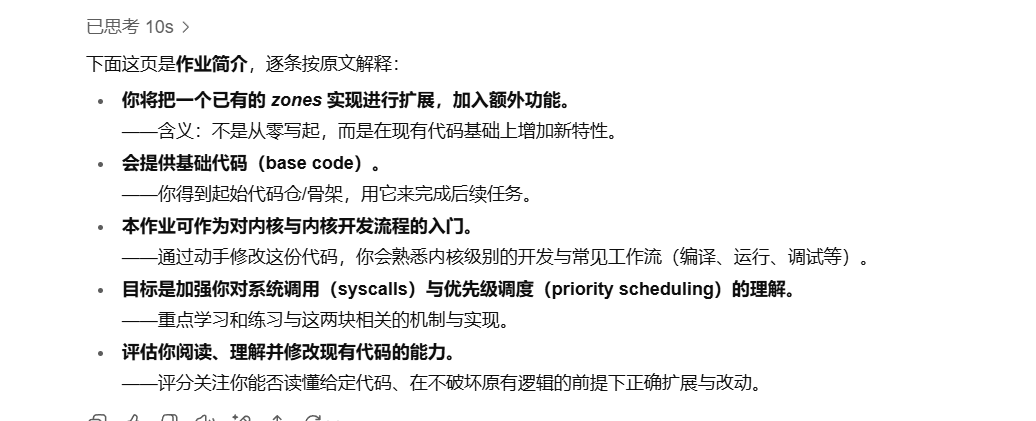 已思考 10s >
下面这页是作业简介，逐条按原文解释：
• 你将把一个已有的 zones 实现进行扩展，加入额外功能。
——含义：不是从零写起，而是在现有代码基础上增加新特性。
• 会提供基础代码（base code）。
——你得到起始代码仓/骨架，用它来完成后续任务。
• 本作业可作为对内核与内核开发流程的入门。
——通过动手修改这份代码，你会熟悉内核级别的开发与常见工作流（编译、运行、调试等）。
• 目标是加强你对系统调用（syscalls）与优先级调度（priority scheduling）的理解。
——重点学习和练习与这两块相关的机制与实现。
• 评估你阅读、理解并修改现有代码的能力。
——评分关注你能否读懂给定代码、在不破坏原有逻辑的前提下正确扩展与改动。